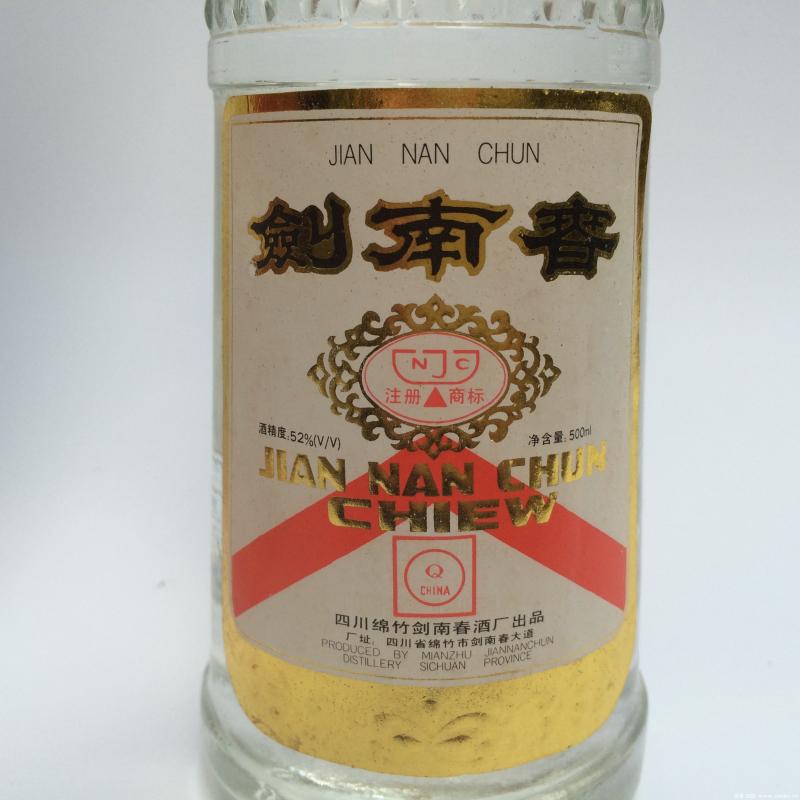 JIAN NAN CHUN
劍南春
NJC
注册 商标
酒精度:52%(V/V)
净含量:500ml
JIAN NAN CHUN
CHIEW
Q
CHINA
四川绵竹剑南春酒厂出品
厂址:四川省绵竹市剑南春大道
PRODUCED BY MIANZHU JIANNANCHUN
DISTILLERY SICHUAN PROVINCE